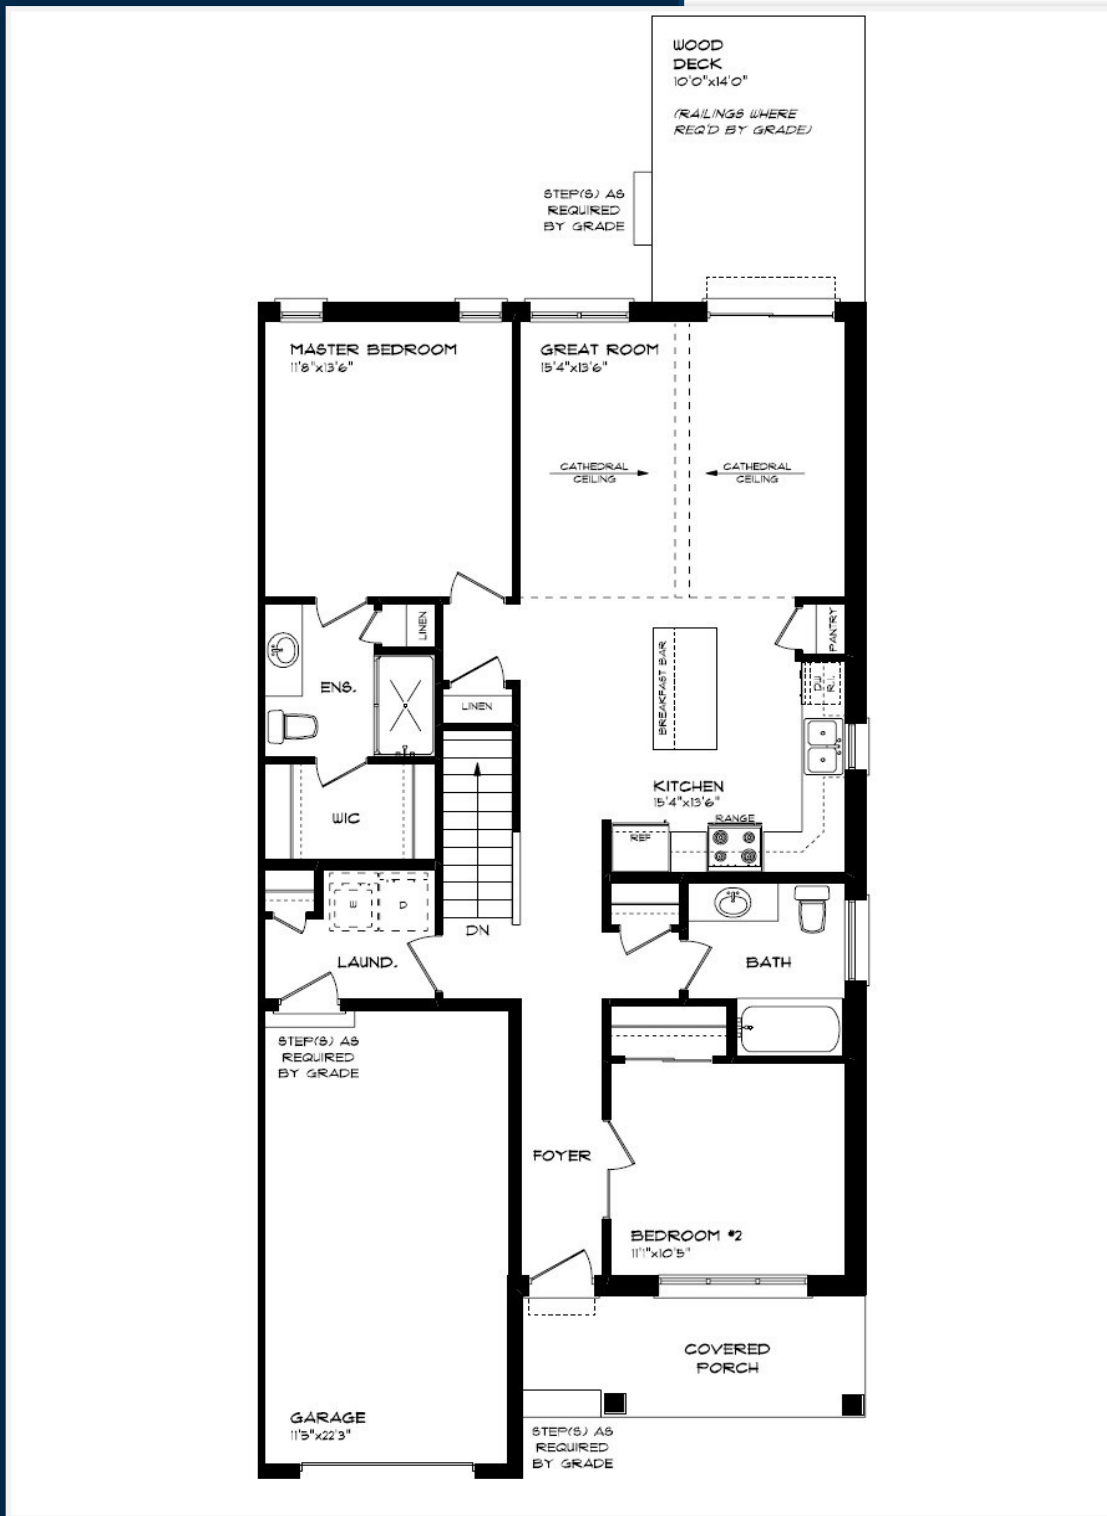 WOOD
DECK
10'0"x14'0"
(RAILINGS WHERE
REQ'D BY GRADE)
STEP(S) AS
REQUIRED
BY GRADE
MASTER BEDROOM
11'8"x13'6"
GREAT ROOM
15'4"x13'6"
CATHEDRAL
CEILING
CATHEDRAL
CEILING
LINEN
PANTRY
ENS.
LINEN
BREAKFAST BAR
DW
R.I.
KITCHEN
15'4"x13'6"
WIC
REF
RANGE
DN
D
LAUND.
BATH
STEP(S) AS
REQUIRED
BY GRADE
FOYER
BEDROOM #2
11'1"x10'5"
COVERED
PORCH
GARAGE
11'5"x22'3"
STEP(S) AS
REQUIRED
BY GRADE